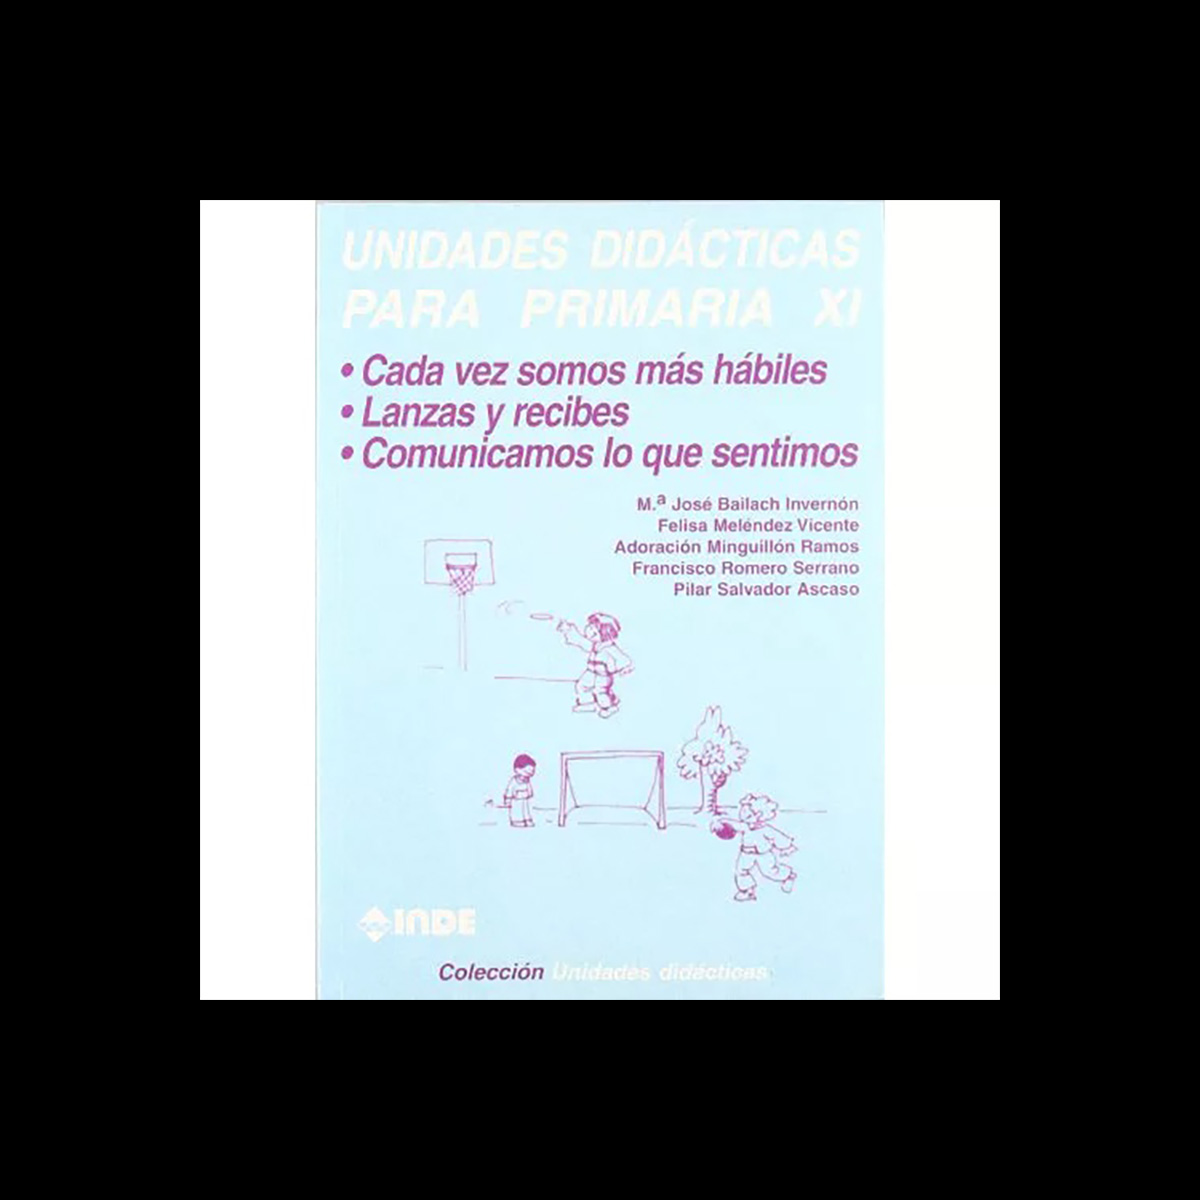 UNIDADES DIDÁCTICAS
PARA PRIMARIA XI
• Cada vez somos más hábiles
• Lanzas y recibes
• Comunicamos lo que sentimos
M.ª José Bailach Invernón
Felisa Meléndez Vicente
Adoración Minguillón Ramos
Francisco Romero Serrano
Pilar Salvador Ascaso
INDE
Colección Unidades didácticas